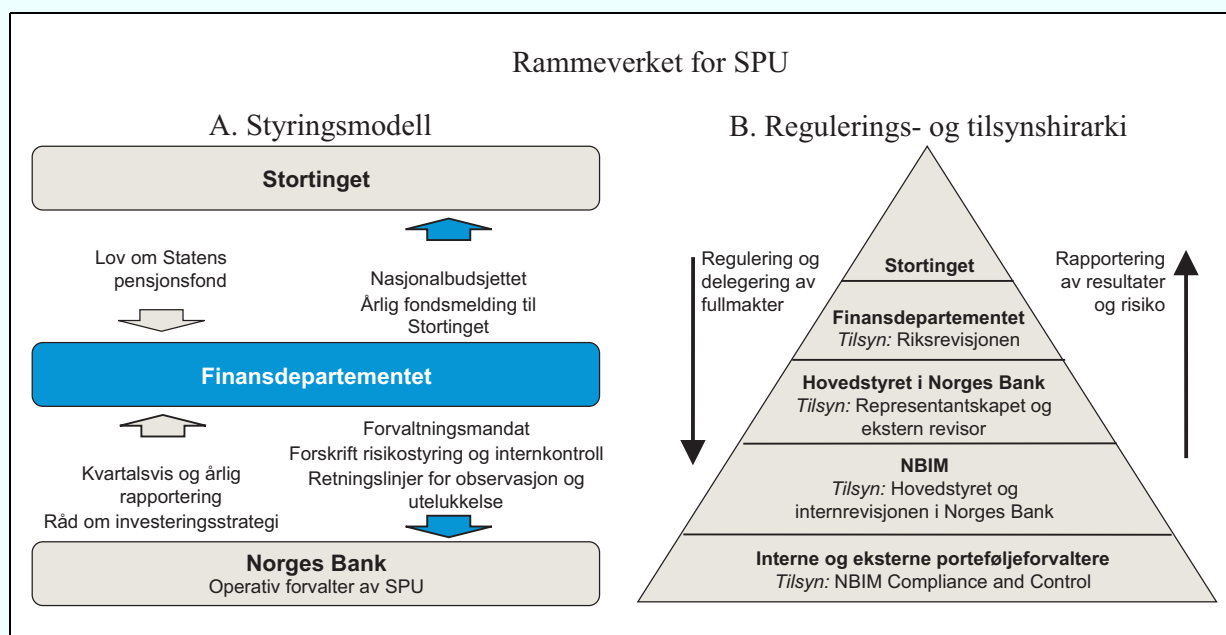 Rammeverket for SPU
A. Styringsmodell
Stortinget
Lov om Statens
pensjonsfond
Nasjonalbudsjettet
Årlig fondsmelding til
Stortinget
Finansdepartementet
Kvartalsvis og årlig
rapportering
Råd om investeringsstrategi
Forvaltningsmandat
Forskrift risikostyring og internkontroll
Retningslinjer for observasjon og
utelukkelse
Norges Bank
Operativ forvalter av SPU
B. Regulerings- og tilsynshirarki
Regulering og
delegering av
fullmakter
Rapportering
av resultater
og risiko
Stortinget
Finansdepartementet
Tilsyn: Riksrevisjonen
Hovedstyret i Norges Bank
Tilsyn: Representantskapet og
ekstern revisor
NBIM
Tilsyn: Hovedstyret og
internrevisjonen i Norges Bank
Interne og eksterne porteføljeforvaltere
Tilsyn: NBIM Compliance and Control